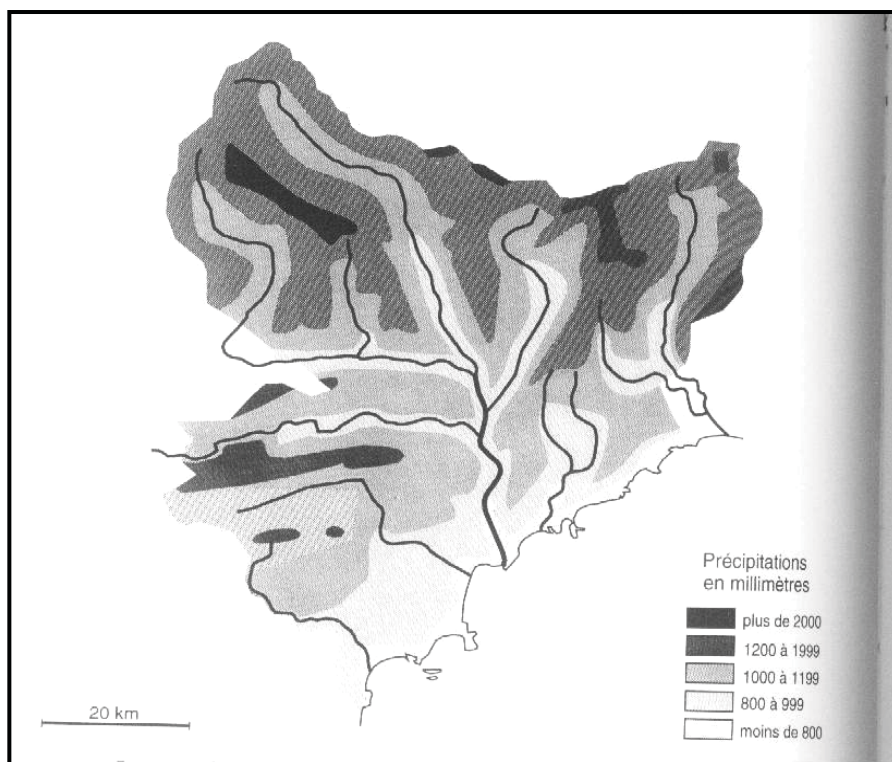 Précipitations
en millimètres
plus de 2000
1200 à 1999
1000 à 1199
800 à 999
moins de 800
20 km